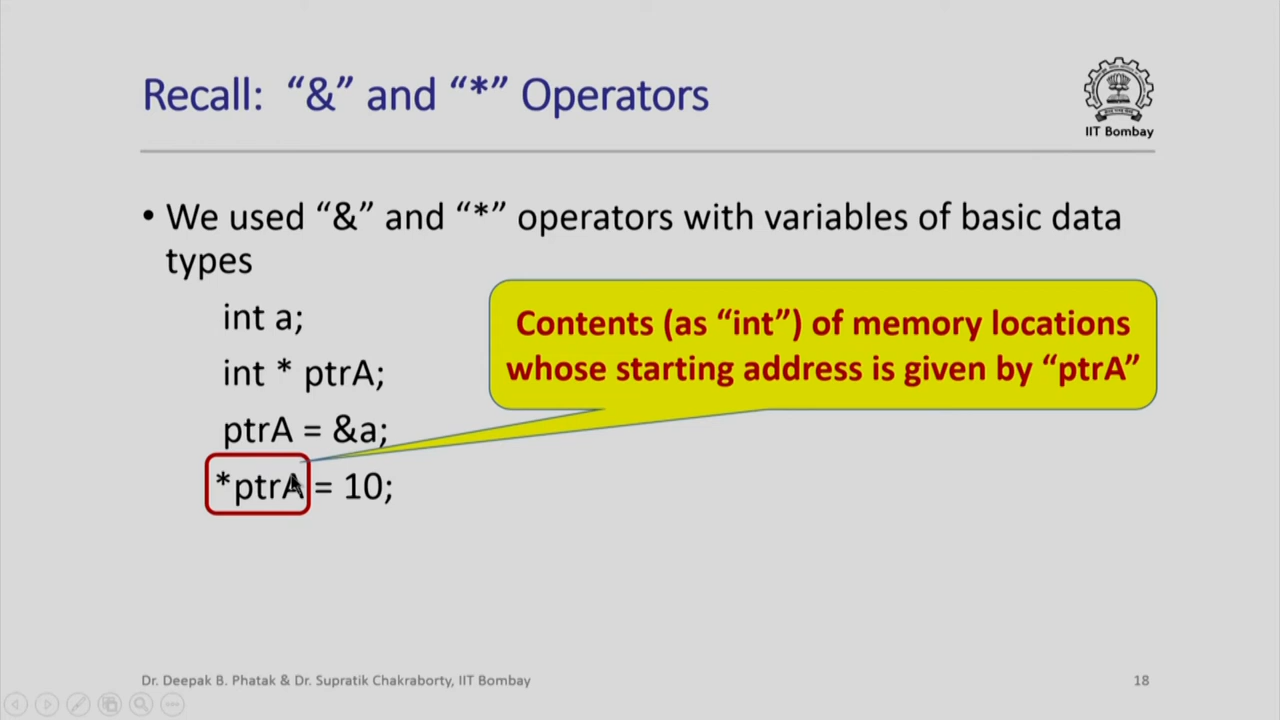 Recall: “&” and “*” Operators
IIT Bombay
• We used “&” and “*” operators with variables of basic data
types
int a;
int * ptrA;
ptrA = &a;
*ptrA = 10;
Contents (as “int”) of memory locations
whose starting address is given by “ptrA”
Dr. Deepak B. Phatak & Dr. Supratik Chakraborty, IIT Bombay
18